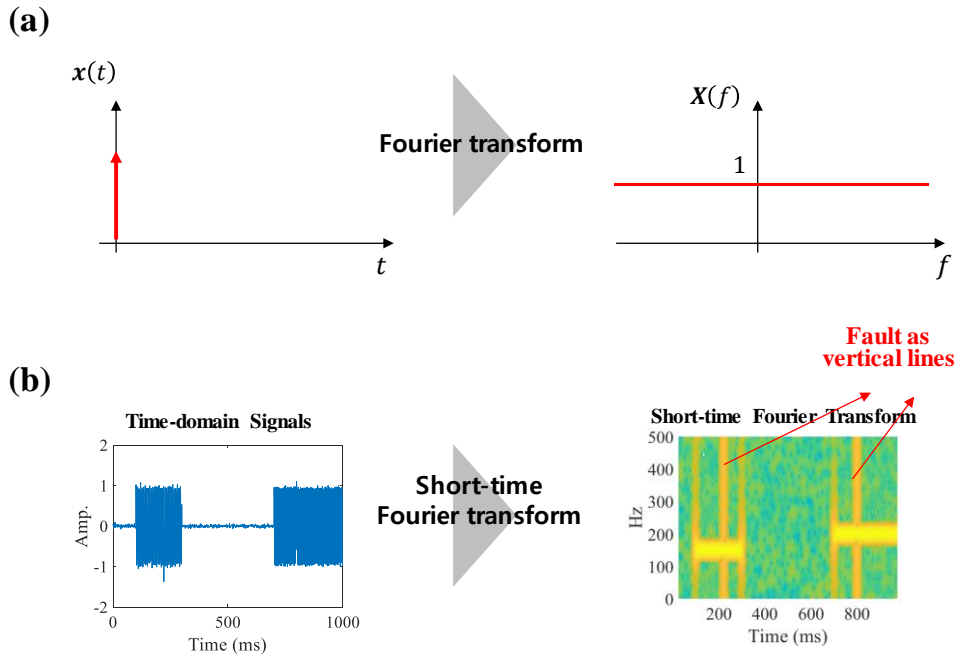 (a)
x(t)
Fourier transform
X(f)
1
t
f
Fault as
vertical lines
(b)
Time-domain Signals
2
1
0
-1
-2
Amp.
0
500
1000
Time (ms)
Short-time
Fourier transform
Short-time Fourier Transform
500
400
300
200
100
0
Hz
200
400
600
800
Time (ms)